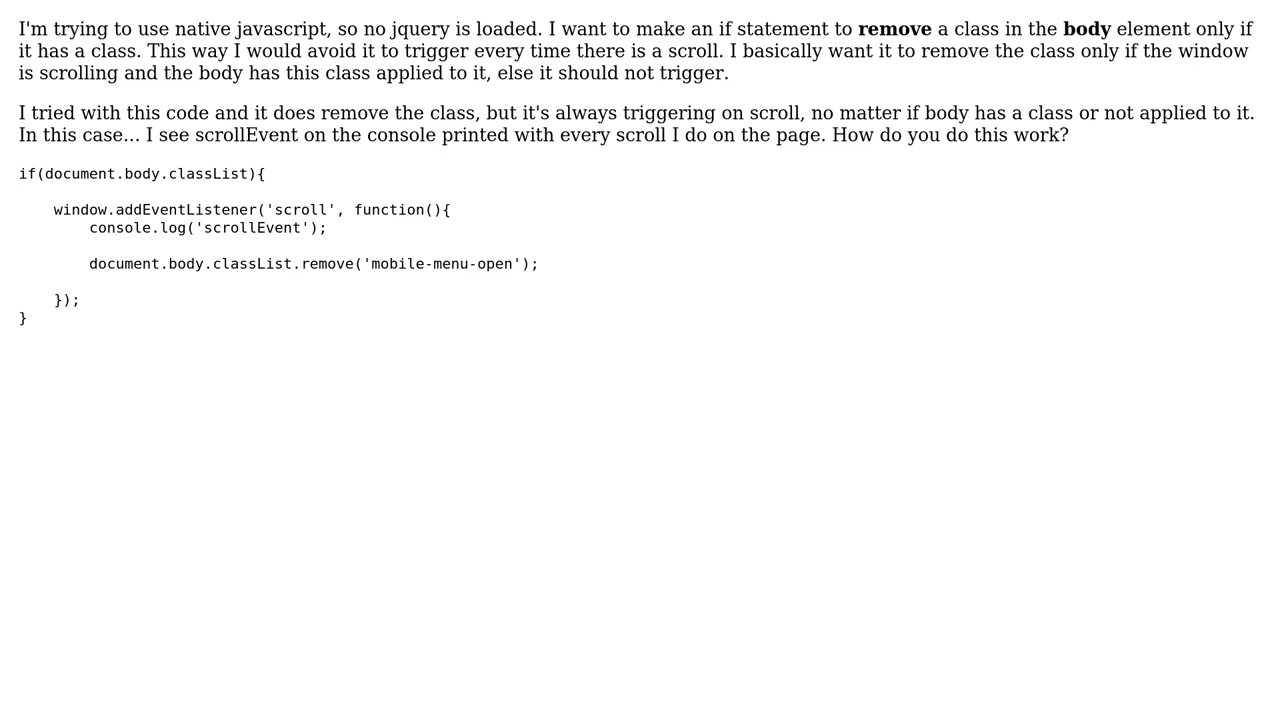 I'm trying to use native javascript, so no jquery is loaded. I want to make an if statement to remove a class in the body element only if
it has a class. This way I would avoid it to trigger every time there is a scroll. I basically want it to remove the class only if the window
is scrolling and the body has this class applied to it, else it should not trigger.
I tried with this code and it does remove the class, but it's always triggering on scroll, no matter if body has a class or not applied to it.
In this case... I see scrollEvent on the console printed with every scroll I do on the page. How do you do this work?
if(document.body.classList){
    window.addEventListener('scroll', function(){
        console.log('scrollEvent');
        document.body.classList.remove('mobile-menu-open');
    });
}